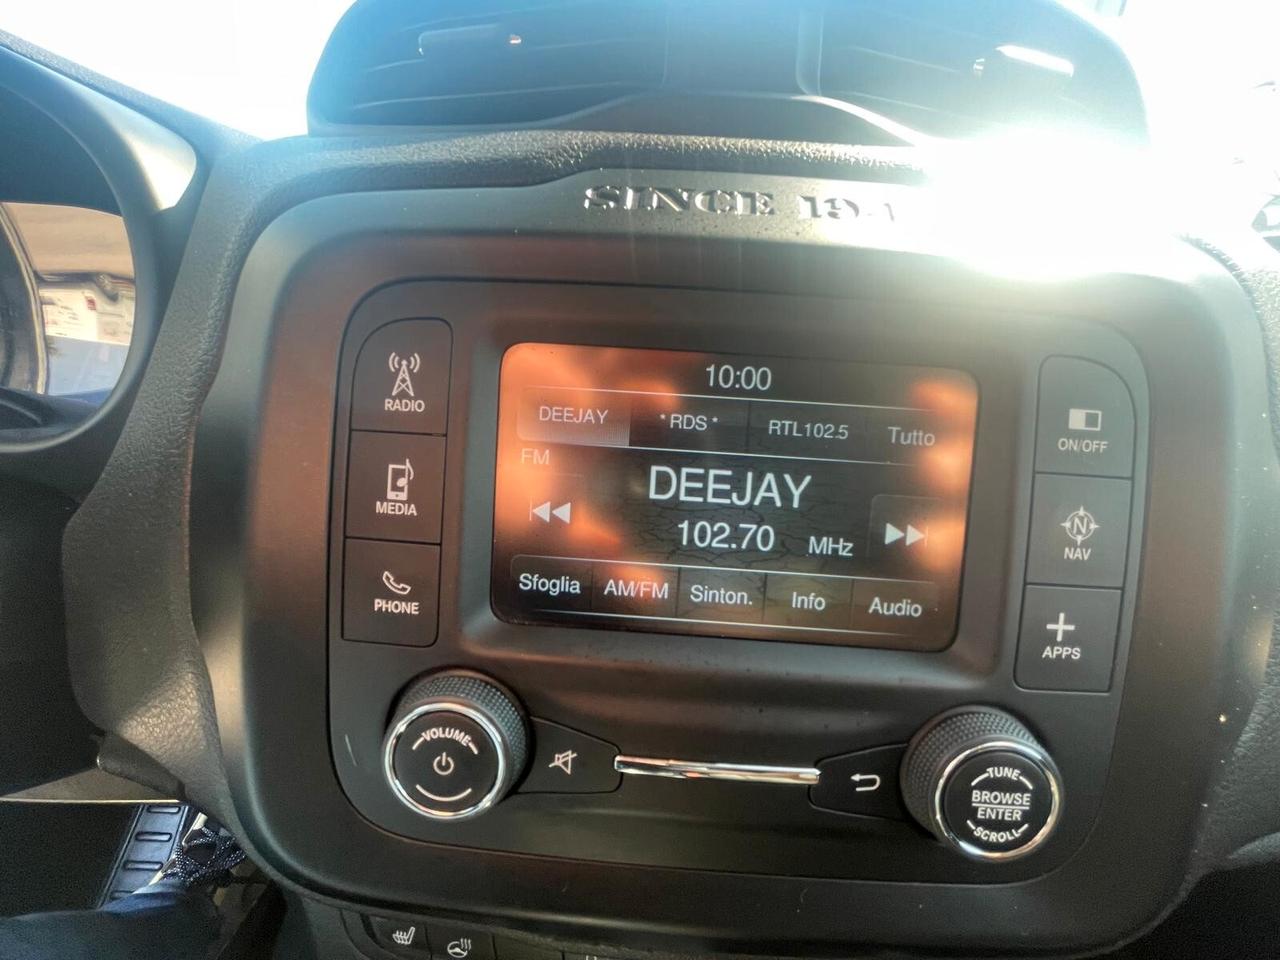 SINCE 194
10:00
DEEJAY *RDS* RTL102.5 Tutto
FM
DEEJAY
102.70 MHz
Sfoglia AM/FM Sinton. Info Audio
RADIO
MEDIA
PHONE
ON/OFF
N
NAV
APPS
VOLUME
TUNE
BROWSE
ENTER
SCROLL